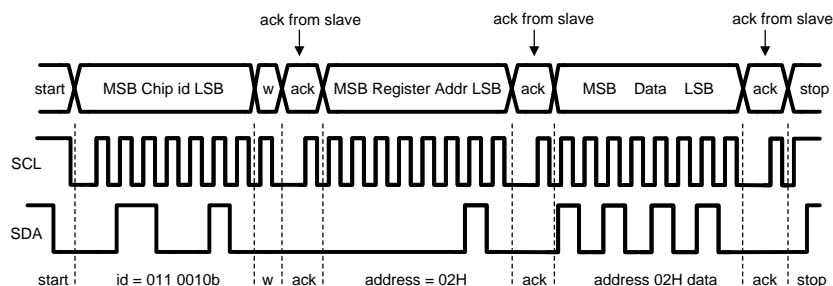 ack from slave ack from slave ack from slave
start MSB Chip id LSB w ack MSB Register Addr LSB ack MSB Data LSB ack stop
SCL
SDA
start id = 011 0010b w ack address = 02H ack address 02H data ack stop